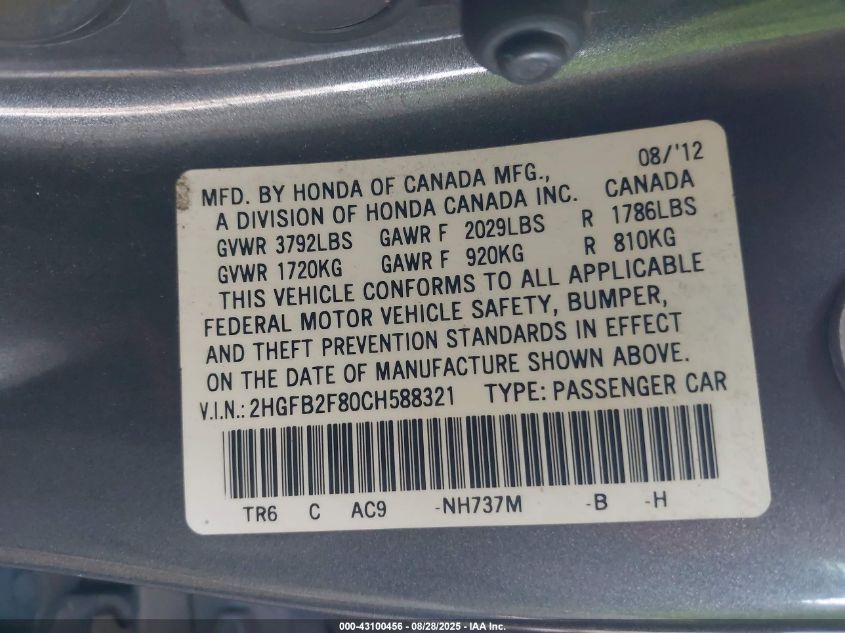 08/'12
MFD. BY HONDA OF CANADA MFG., CANADA
A DIVISION OF HONDA CANADA INC.
GVWR 3792LBS GAWR F 2029LBS R 1786LBS
GVWR 1720KG GAWR F 920KG R 810KG
THIS VEHICLE CONFORMS TO ALL APPLICABLE
FEDERAL MOTOR VEHICLE SAFETY, BUMPER,
AND THEFT PREVENTION STANDARDS IN EFFECT
ON THE DATE OF MANUFACTURE SHOWN ABOVE.
V.I.N.: 2HGFB2F80CH588321 TYPE: PASSENGER CAR
TR6 C AC9 -NH737M -B -H
000-43100456 - 08/28/2025 - IAA Inc.